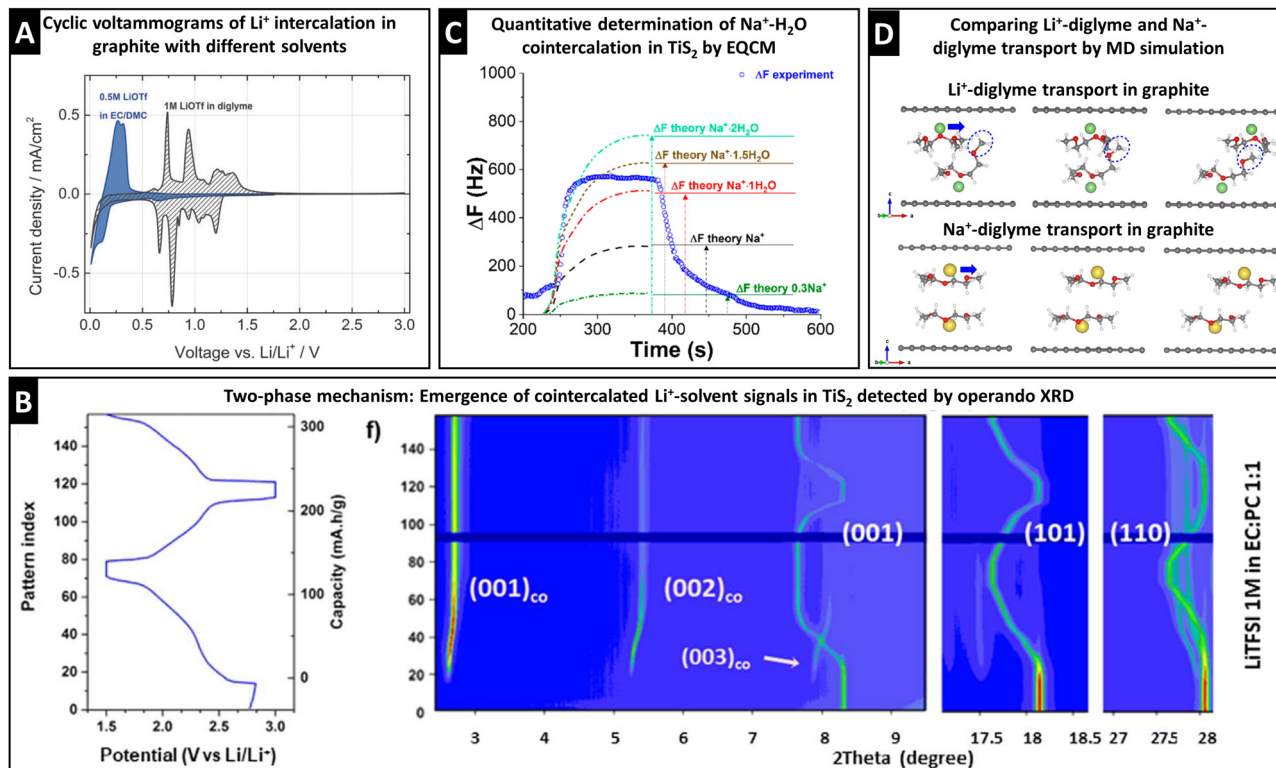 A
Cyclic voltammograms of Li⁺ intercalation in
graphite with different solvents
0.5M LiOTf
in EC/DMC
1M LiOTf in diglyme
0.5
0.0
-0.5
Current density / mA/cm²
0.0 0.5 1.0 1.5 2.0 2.5 3.0
Voltage vs. Li/Li⁺ / V
C
Quantitative determination of Na⁺-H₂O
cointercalation in TiS₂ by EQCM
1000
800
600
400
200
0
ΔF (Hz)
ΔF experiment
ΔF theory Na⁺·2H₂O
ΔF theory Na⁺·1.5H₂O
ΔF theory Na⁺·1H₂O
ΔF theory Na⁺
ΔF theory 0.3Na⁺
200 300 400 500 600
Time (s)
D
Comparing Li⁺-diglyme and Na⁺-
diglyme transport by MD simulation
Li⁺-diglyme transport in graphite
c
b a
Na⁺-diglyme transport in graphite
c
b a
B
Two-phase mechanism: Emergence of cointercalated Li⁺-solvent signals in TiS₂ detected by operando XRD
140
120
100
80
60
40
20
0
Pattern index
300
200
100
0
Capacity (mA.h/g)
1.5 2.0 2.5 3.0
Potential (V vs Li/Li⁺)
f)
140
120
100
80
60
40
20
0
(001)co
(002)co
(003)co
(001)
(101)
(110)
3 4 5 6 7 8 9 17.5 18 18.5 27 27.5 28
2Theta (degree)
LiTFSI 1M in EC:PC 1:1